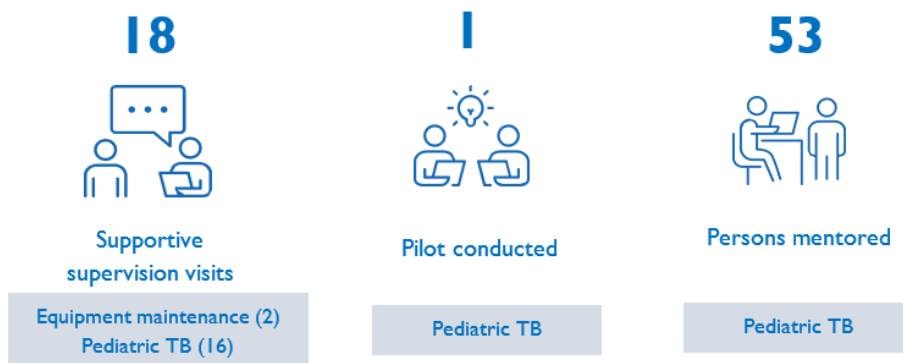 18
Supportive
supervision visits
Equipment maintenance (2)
Pediatric TB (16)
1
Pilot conducted
Pediatric TB
53
Persons mentored
Pediatric TB